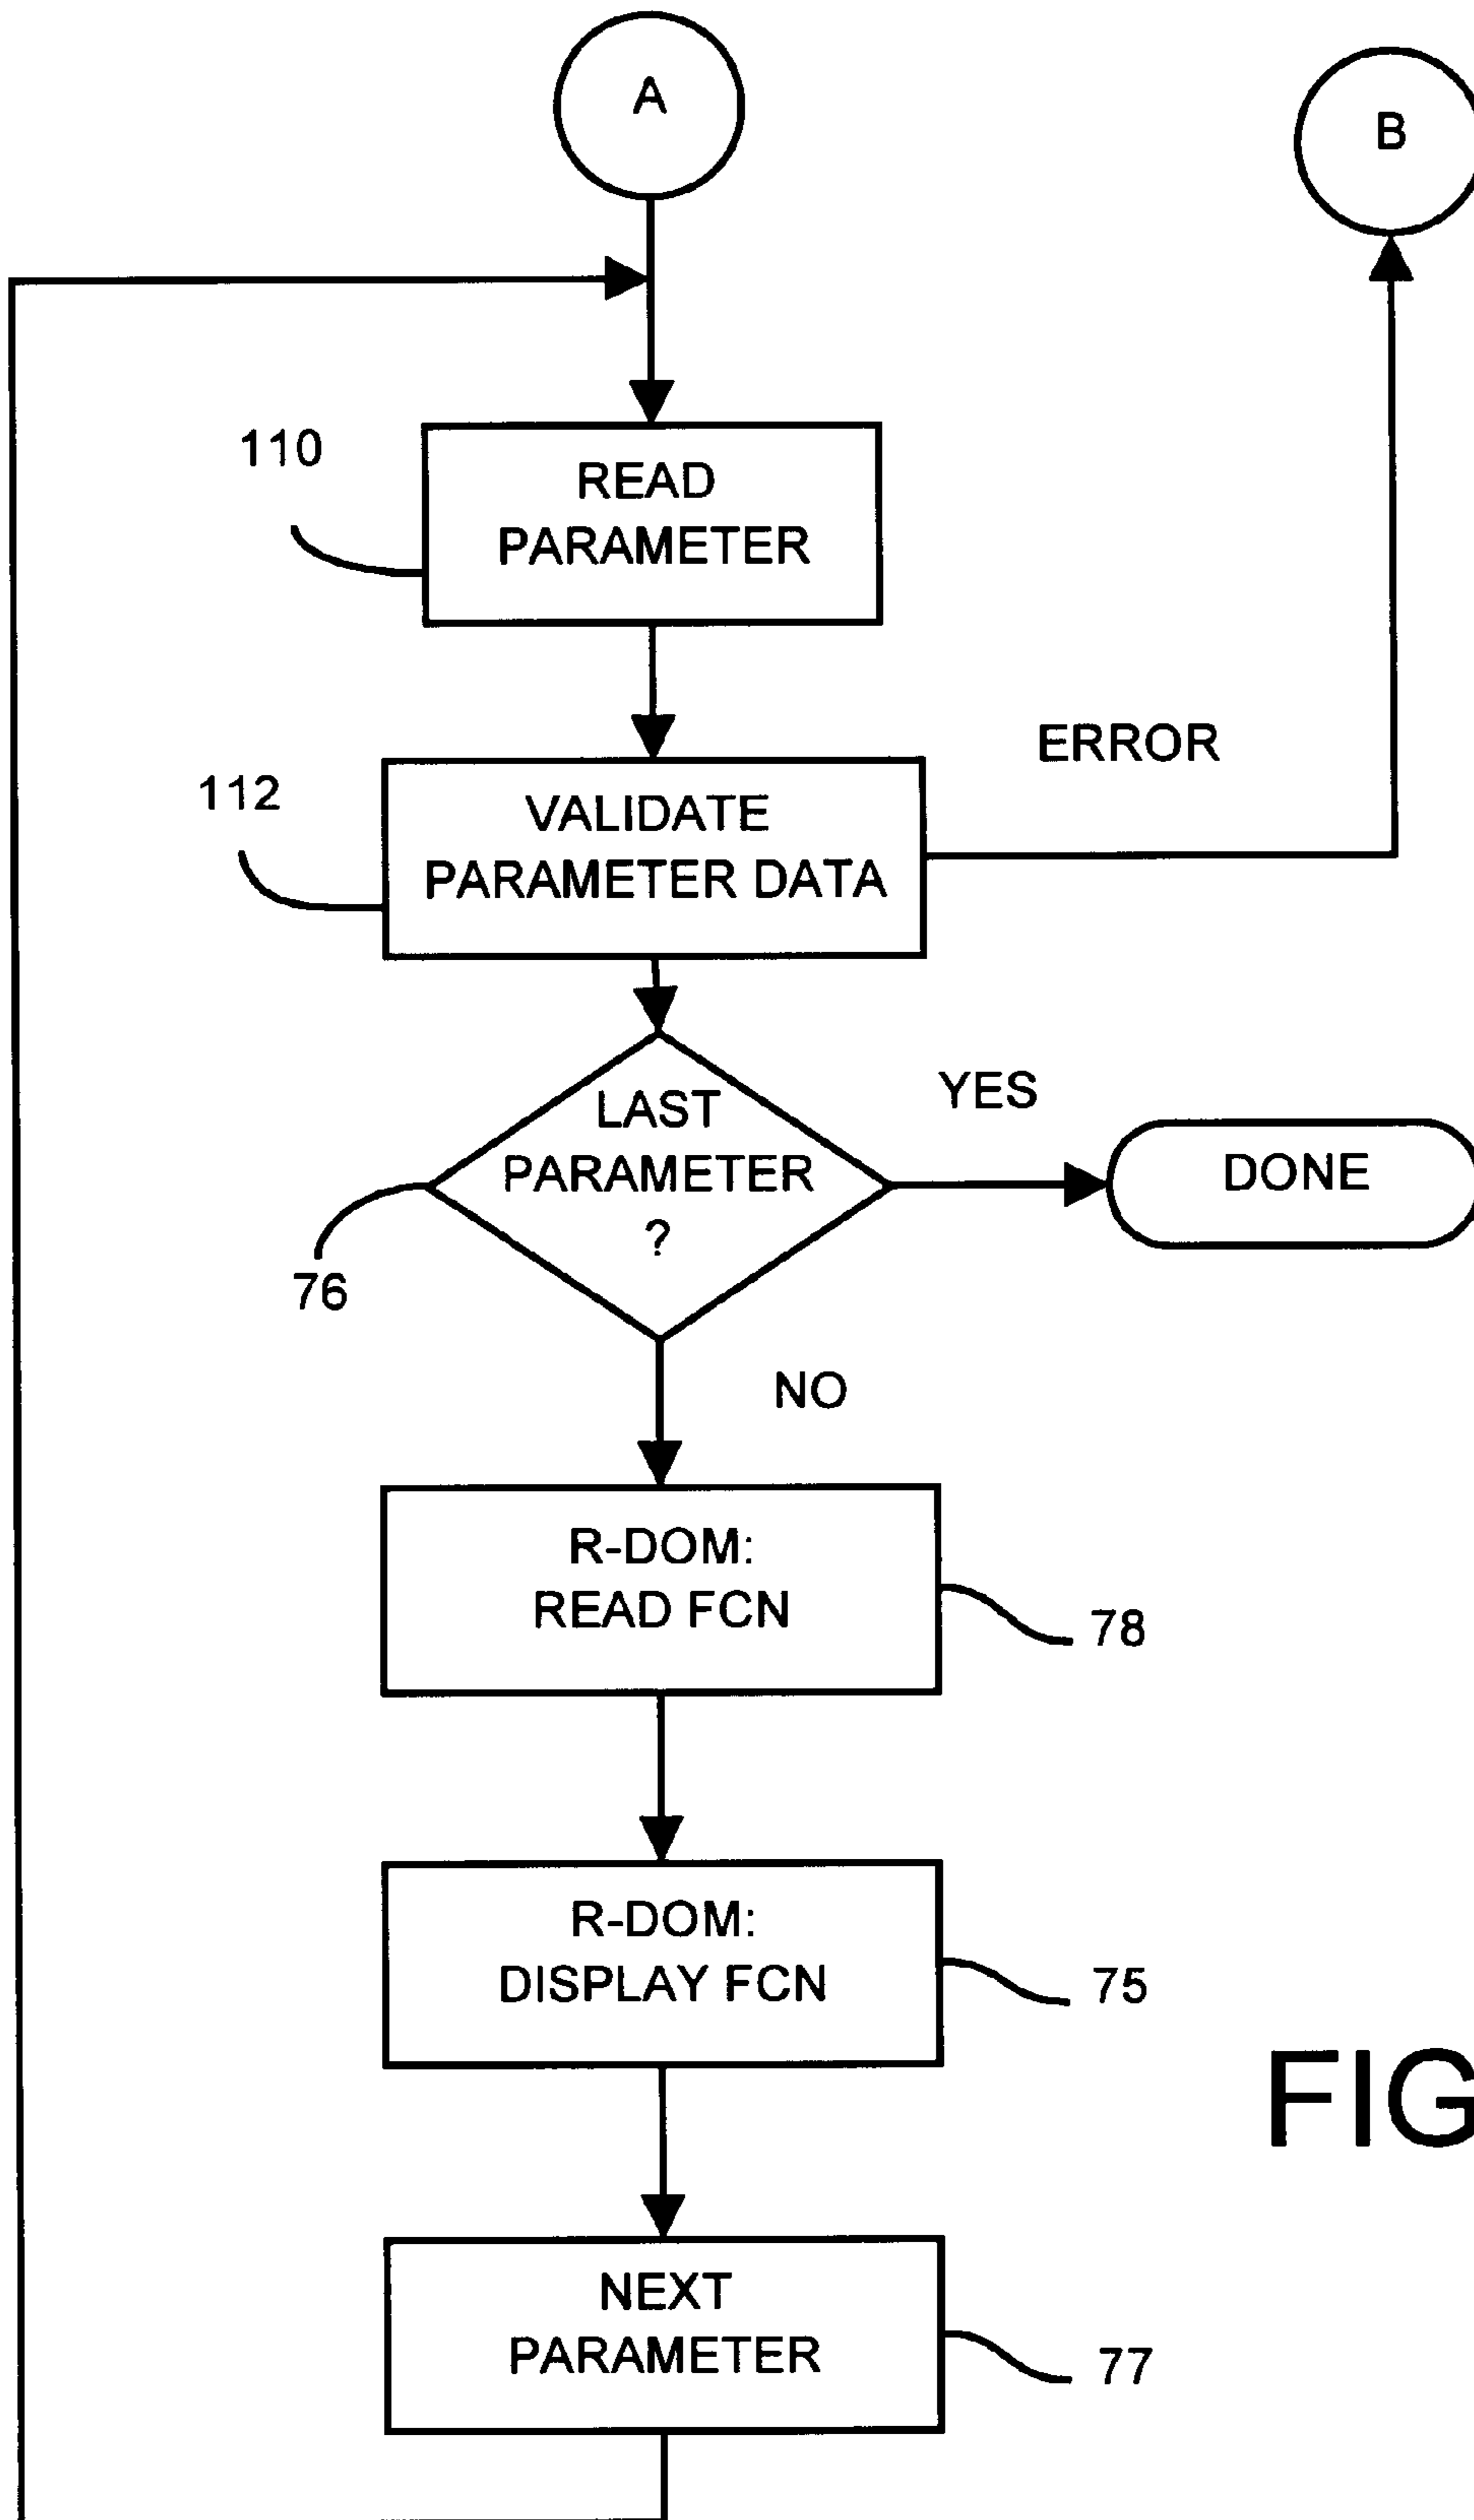 A
B
110
READ
PARAMETER
ERROR
112
VALIDATE
PARAMETER DATA
YES
LAST
PARAMETER
?
DONE
76
NO
R-DOM:
READ FCN
78
R-DOM:
DISPLAY FCN
75
FIG
NEXT
PARAMETER
77